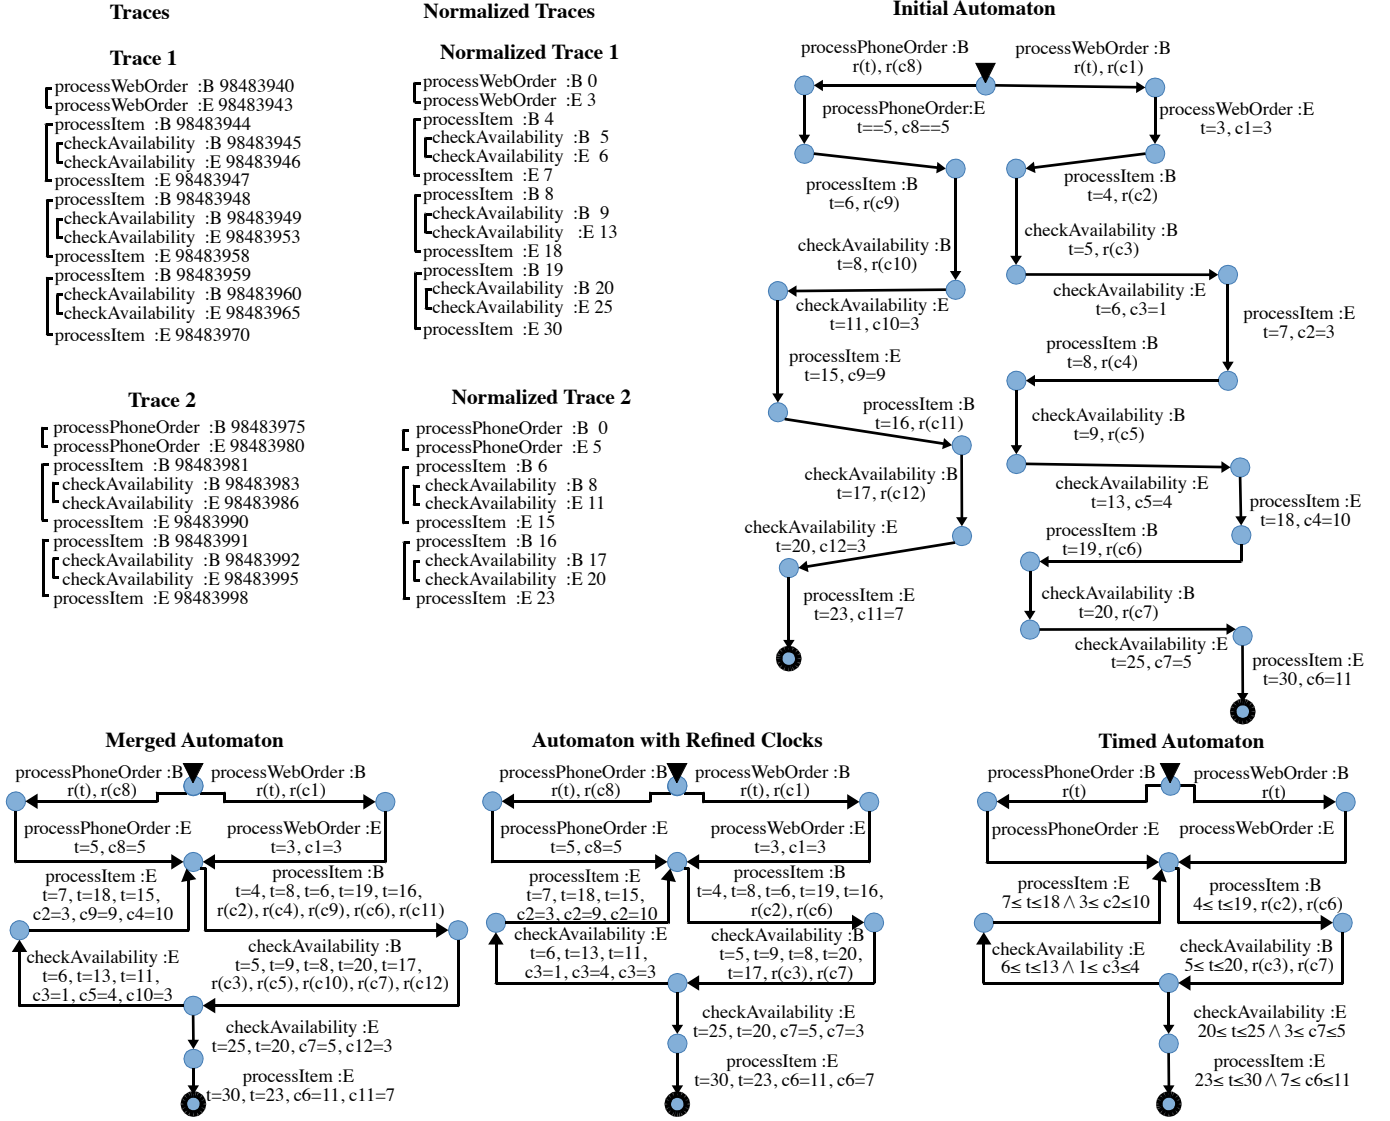 Traces
Trace 1
processWebOrder :B 98483940
processWebOrder :E 98483943
processItem :B 98483944
checkAvailability :B 98483945
checkAvailability :E 98483946
processItem :E 98483947
processItem :B 98483948
checkAvailability :B 98483949
checkAvailability :E 98483953
processItem :E 98483958
processItem :B 98483959
checkAvailability :B 98483960
checkAvailability :E 98483965
processItem :E 98483970
Trace 2
processPhoneOrder :B 98483975
processPhoneOrder :E 98483980
processItem :B 98483981
checkAvailability :B 98483983
checkAvailability :E 98483986
processItem :E 98483990
processItem :B 98483991
checkAvailability :B 98483992
checkAvailability :E 98483995
processItem :E 98483998
Normalized Traces
Normalized Trace 1
processWebOrder :B 0
processWebOrder :E 3
processItem :B 4
checkAvailability :B 5
checkAvailability :E 6
processItem :E 7
processItem :B 8
checkAvailability :B 9
checkAvailability :E 13
processItem :E 18
processItem :B 19
checkAvailability :B 20
checkAvailability :E 25
processItem :E 30
Normalized Trace 2
processPhoneOrder :B 0
processPhoneOrder :E 5
processItem :B 6
checkAvailability :B 8
checkAvailability :E 11
processItem :E 15
processItem :B 16
checkAvailability :B 17
checkAvailability :E 20
processItem :E 23
Initial Automaton
processPhoneOrder :B
r(t), r(c8)
processPhoneOrder:E
t==5, c8==5
processItem :B
t=6, r(c9)
checkAvailability :B
t=8, r(c10)
checkAvailability :E
t=11, c10=3
processItem :E
t=15, c9=9
processItem :B
t=16, r(c11)
checkAvailability :B
t=17, r(c12)
checkAvailability :E
t=20, c12=3
processItem :E
t=23, c11=7
processWebOrder :B
r(t), r(c1)
processWebOrder :E
t=3, c1=3
processItem :B
t=4, r(c2)
checkAvailability :B
t=5, r(c3)
checkAvailability :E
t=6, c3=1
processItem :E
t=7, c2=3
processItem :B
t=8, r(c4)
checkAvailability :B
t=9, r(c5)
checkAvailability :E
t=13, c5=4
processItem :E
t=18, c4=10
processItem :B
t=19, r(c6)
checkAvailability :B
t=20, r(c7)
checkAvailability :E
t=25, c7=5
processItem :E
t=30, c6=11
Merged Automaton
processPhoneOrder :B
r(t), r(c8)
processWebOrder :B
r(t), r(c1)
processPhoneOrder :E
t=5, c8=5
processWebOrder :E
t=3, c1=3
processItem :E
t=7, t=18, t=15,
c2=3, c9=9, c4=10
processItem :B
t=4, t=8, t=6, t=19, t=16,
r(c2), r(c4), r(c9), r(c6), r(c11)
checkAvailability :E
t=6, t=13, t=11,
c3=1, c5=4, c10=3
checkAvailability :B
t=5, t=9, t=8, t=20, t=17,
r(c3), r(c5), r(c10), r(c7), r(c12)
checkAvailability :E
t=25, t=20, c7=5, c12=3
processItem :E
t=30, t=23, c6=11, c11=7
Automaton with Refined Clocks
processPhoneOrder :B
r(t), r(c8)
processWebOrder :B
r(t), r(c1)
processPhoneOrder :E
t=5, c8=5
processWebOrder :E
t=3, c1=3
processItem :E
t=7, t=18, t=15,
c2=3, c2=9, c2=10
processItem :B
t=4, t=8, t=6, t=19, t=16,
r(c2), r(c6)
checkAvailability :E
t=6, t=13, t=11,
c3=1, c3=4, c3=3
checkAvailability :B
t=5, t=9, t=8, t=20,
t=17, r(c3), r(c7)
checkAvailability :E
t=25, t=20, c7=5, c7=3
processItem :E
t=30, t=23, c6=11, c6=7
Timed Automaton
processPhoneOrder :B
r(t)
processWebOrder :B
r(t)
processPhoneOrder :E
processWebOrder :E
processItem :E
7≤ t≤18 ∧ 3≤ c2≤10
processItem :B
4≤ t≤19, r(c2), r(c6)
checkAvailability :E
6≤ t≤13 ∧ 1≤ c3≤4
checkAvailability :B
5≤ t≤20, r(c3), r(c7)
checkAvailability :E
20≤ t≤25 ∧ 3≤ c7≤5
processItem :E
23≤ t≤30 ∧ 7≤ c6≤11